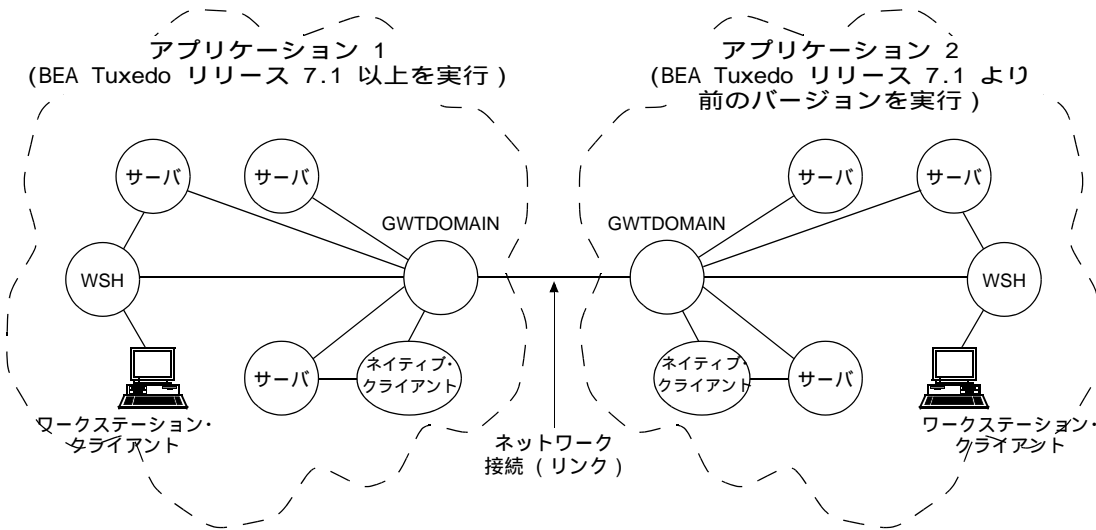 アプリケーション 1
(BEA Tuxedo リリース 7.1 以上を実行)
アプリケーション 2
(BEA Tuxedo リリース 7.1 より
前のバージョンを実行)
サーバ
サーバ
サーバ
サーバ
GWTDOMAIN
GWTDOMAIN
WSH
WSH
サーバ
ネイティブ・
クライアント
ネイティブ・
クライアント
サーバ
ワークステーション・
クライアント
ネットワーク
接続(リンク)
ワークステーション・
クライアント